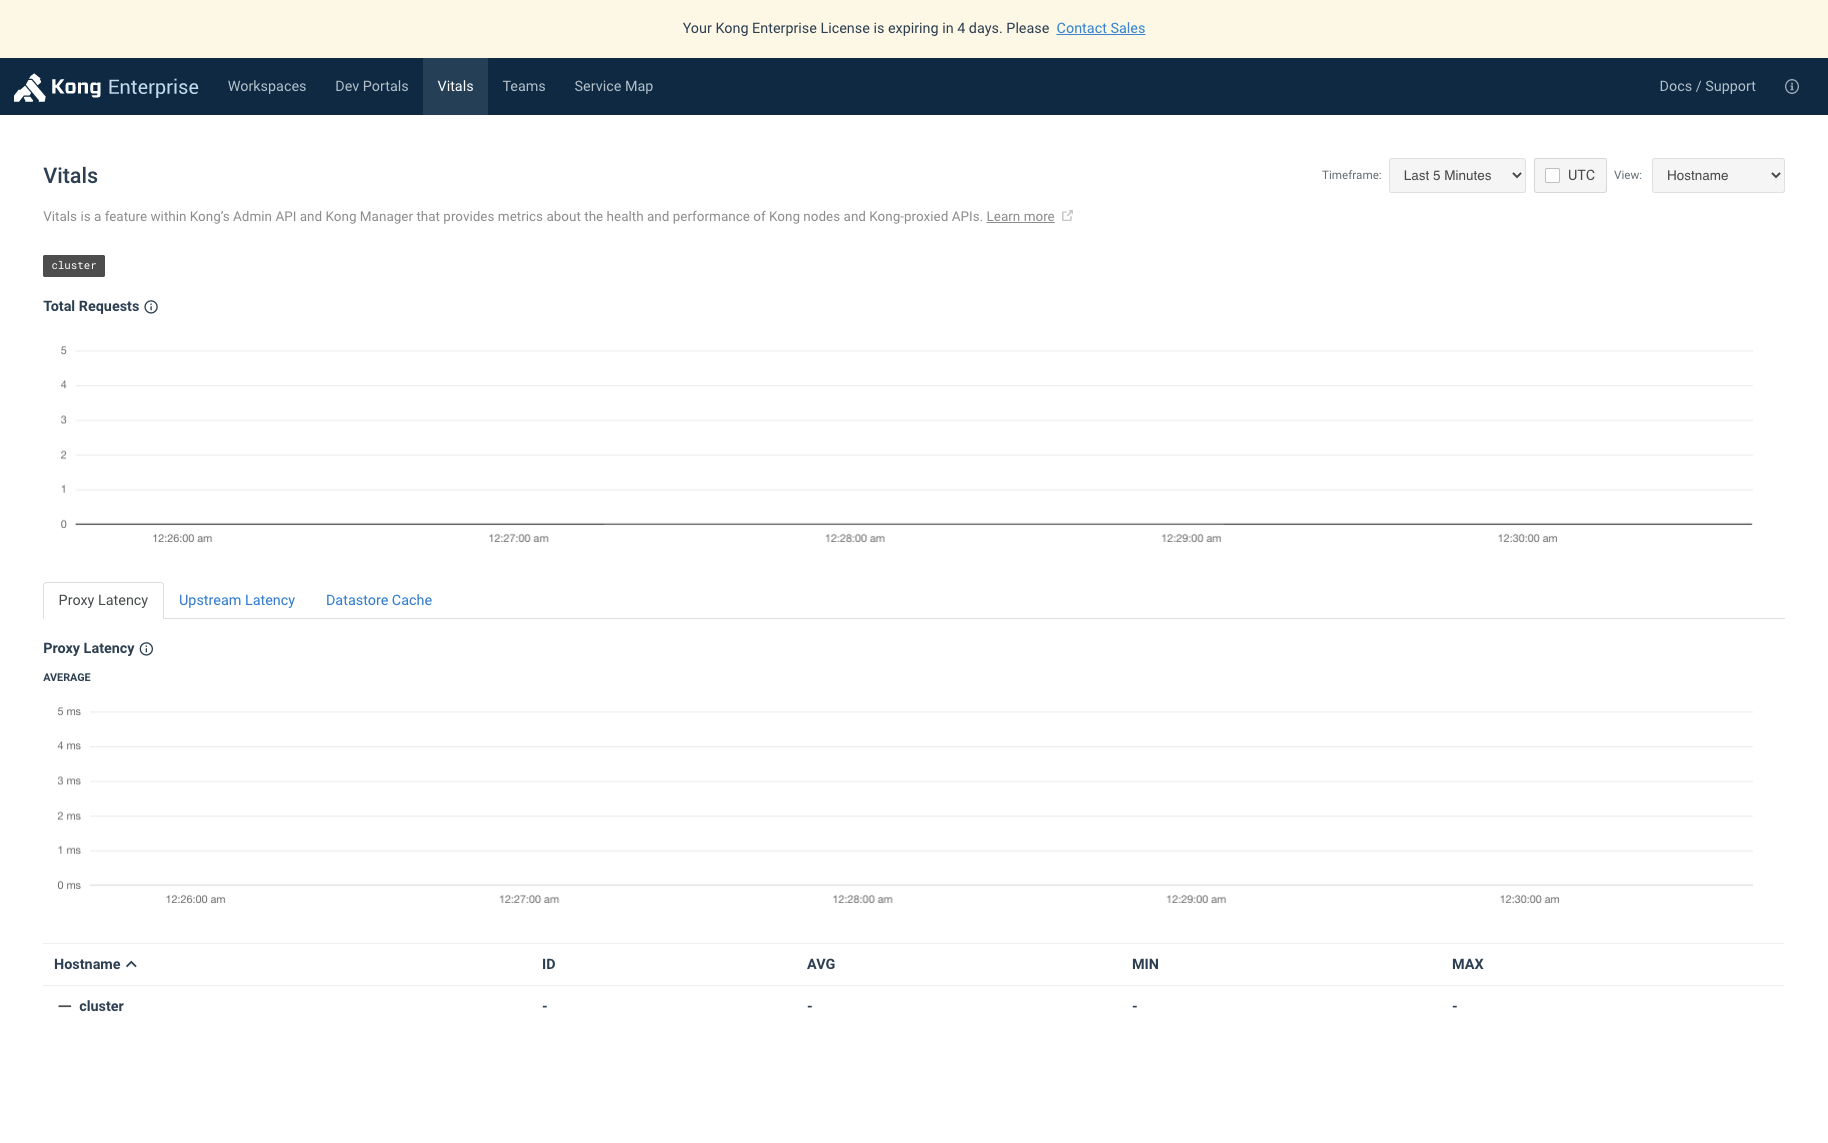 Your Kong Enterprise License is expiring in 4 days. Please Contact Sales
Kong Enterprise Workspaces Dev Portals Vitals Teams Service Map Docs / Support
Vitals
Timeframe: Last 5 Minutes UTC View: Hostname
Vitals is a feature within Kong's Admin API and Kong Manager that provides metrics about the health and performance of Kong nodes and Kong-proxied APIs. Learn more
cluster
Total Requests
5
4
3
2
1
0
12:26:00 am 12:27:00 am 12:28:00 am 12:29:00 am 12:30:00 am
Proxy Latency Upstream Latency Datastore Cache
Proxy Latency
AVERAGE
5 ms
4 ms
3 ms
2 ms
1 ms
0 ms
12:26:00 am 12:27:00 am 12:28:00 am 12:29:00 am 12:30:00 am
Hostname ID AVG MIN MAX
cluster - - - -